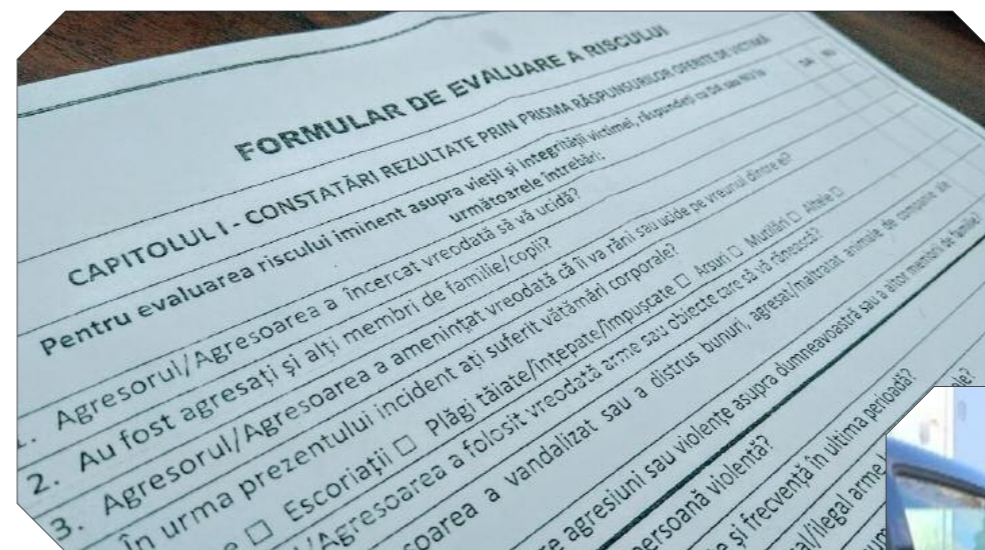 FORMULAR DE EVALUARE A RISCULUI
CAPITOLUL I - CONSTATĂRI REZULTATE PRIN PRISMA RĂSPUNSURILOR OFERITE DE VICTIMĂ
DA NU
Pentru evaluarea riscului iminent asupra vieții și integrității victimei, răspundeți cu DA sau NU la
următoarele întrebări:
1. Agresorul/Agresoarea a încercat vreodată să vă ucidă?
2. Au fost agresați și alți membri de familie/copii?
3. Agresorul/Agresoarea a amenințat vreodată că îi va răni sau ucide pe vreunul dintre ei?
În urma prezentului incident ați suferit vătămări corporale?
☐ Escoriații ☐ Plăgi tăiate/înțepate/împușcate ☐ Arsuri ☐ Mutilări ☐ Altele ☐
/Agresoarea a folosit vreodată arme sau obiecte care să vă rănească?
soarea a vandalizat sau a distrus bunuri, agresat/maltratat animale de companie ale
agresiuni sau violențe asupra dumneavoastră sau a altor membri de familie?
persoană violentă?
e și frecvență în ultima perioadă?
al/ilegal arme